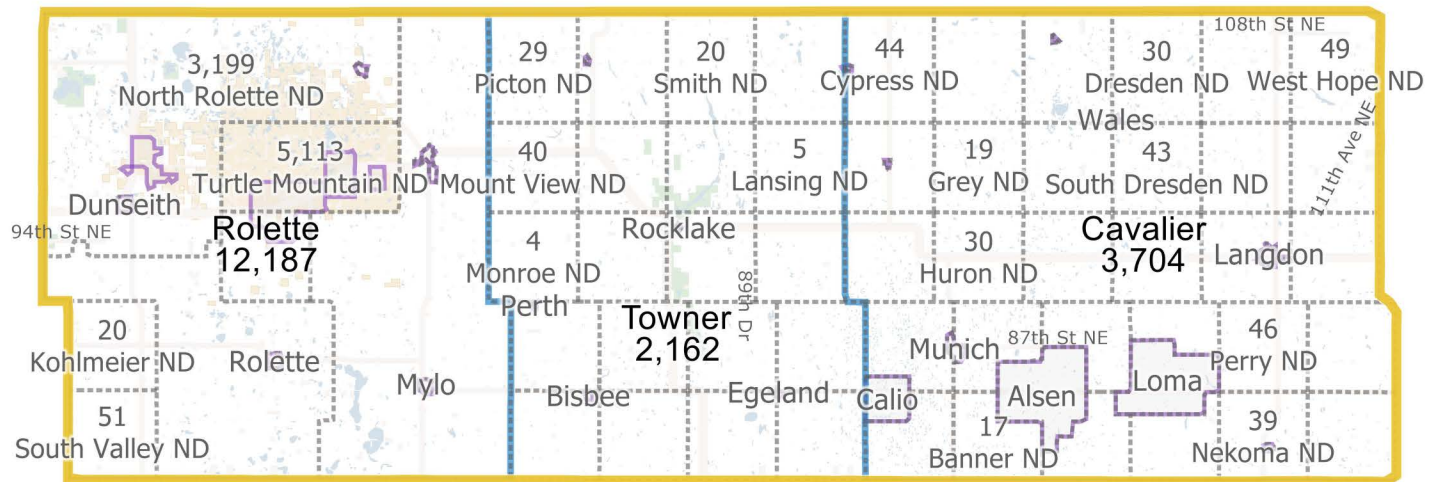 108th St NE
3,199
North Rolette ND
29
Picton ND
20
Smith ND
44
Cypress ND
30
Dresden ND
49
West Hope ND
Wales
111th Ave NE
5,113
Turtle Mountain ND
40
Mount View ND
5
Lansing ND
19
Grey ND
43
South Dresden ND
Dunseith
94th St NE
Rolette
12,187
Rocklake
Cavalier
3,704
4
Monroe ND
30
Huron ND
Langdon
Perth
89th Dr
Towner
2,162
20
Kohlmeier ND
Rolette
Munich
87th St NE
46
Perry ND
Mylo
Bisbee
Egeland
Calio
Alsen
Loma
51
South Valley ND
17
Banner ND
39
Nekoma ND